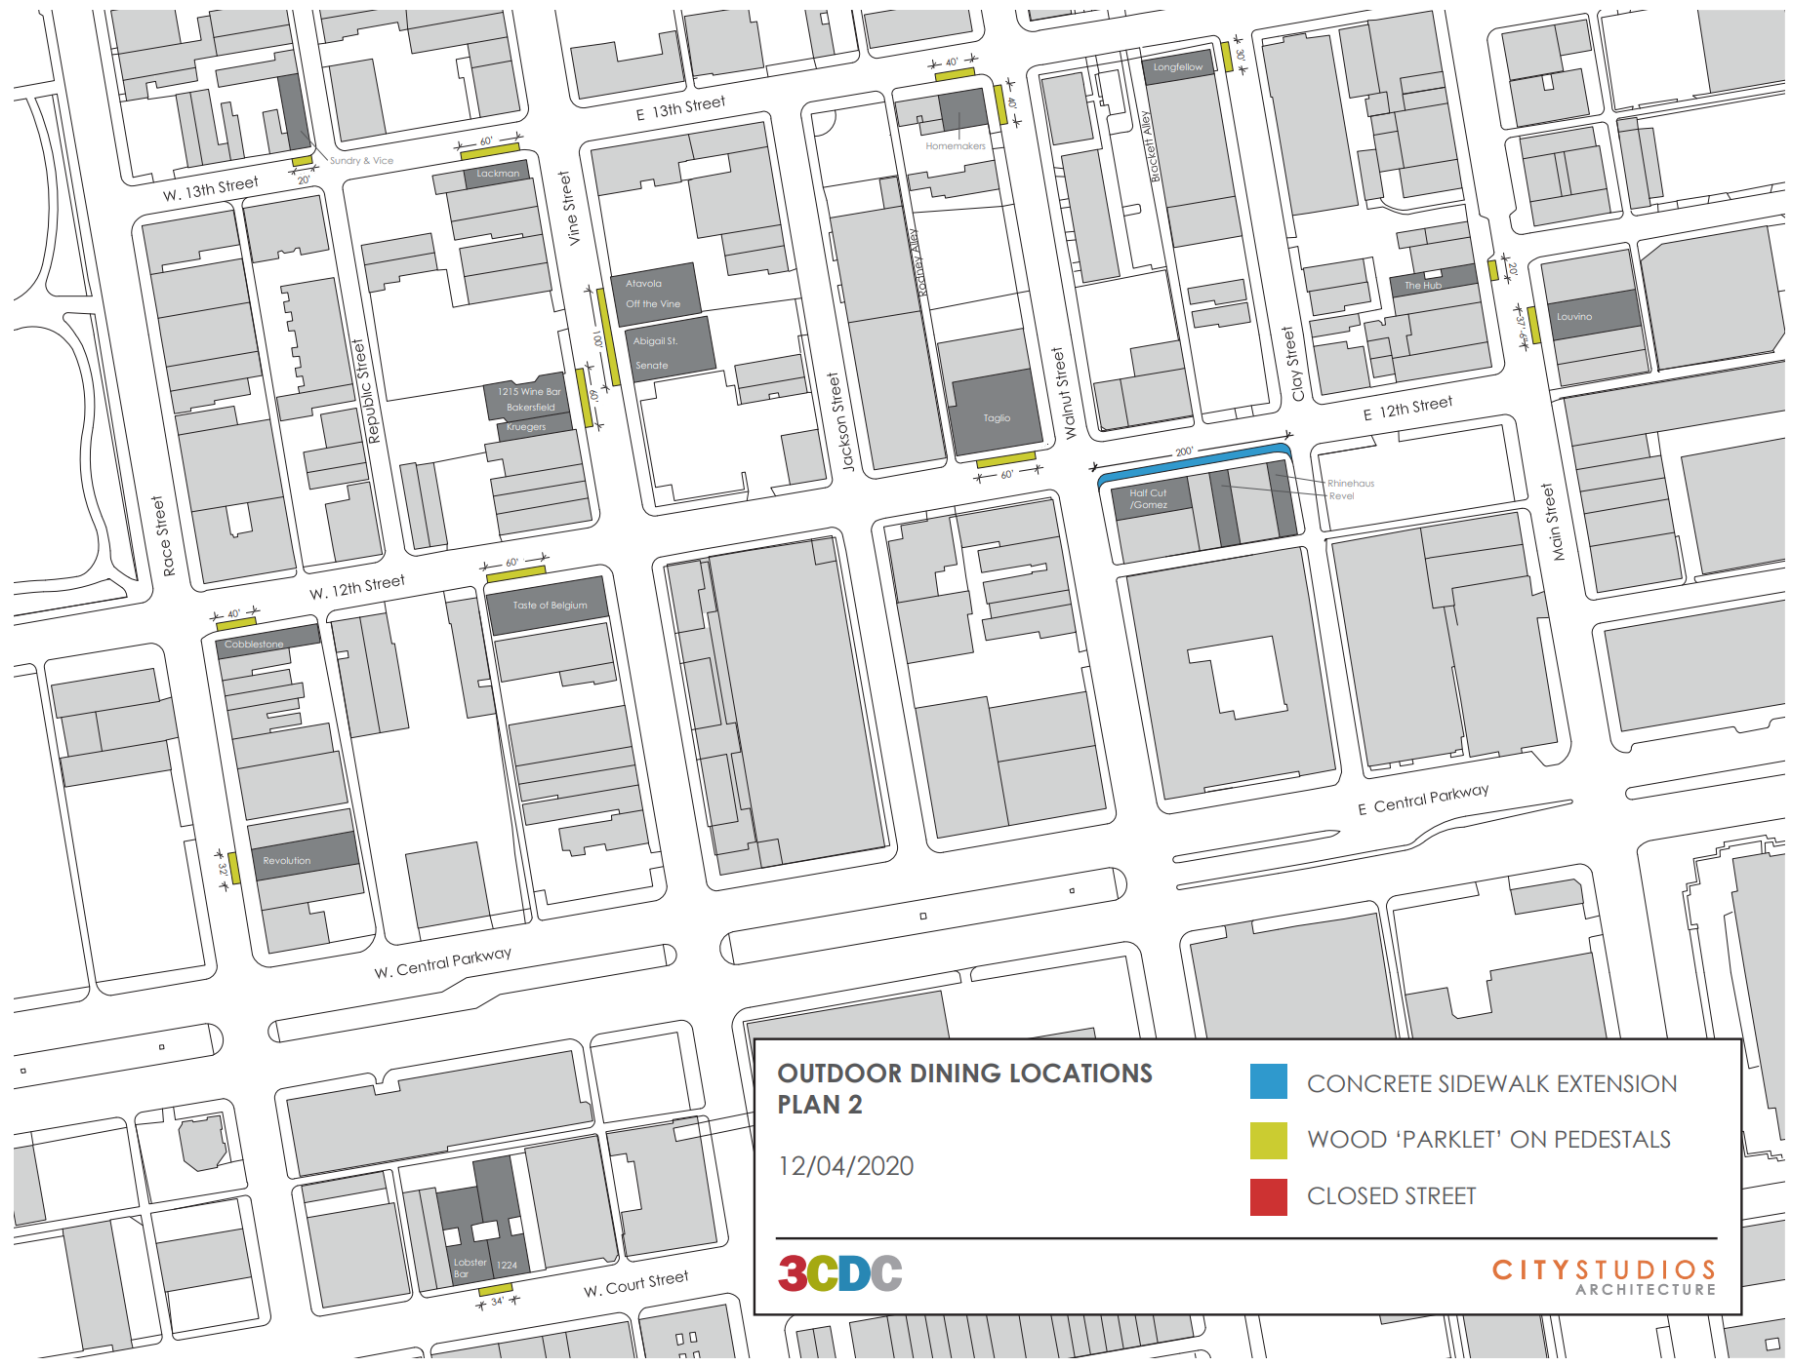 Longfellow
30'
40'
40'
E 13th Street
Homemakers
Brackett Alley
60'
Sundry & Vice
20'
W. 13th Street
Lackman
Vine Street
Rodney Alley
Atavola
Off the Vine
100'
Abigail St.
Senate
20'
The Hub
Louvino
37'-6"
Republic Street
1215 Wine Bar
Bakersfield
Kruegers
60'
Jackson Street
Taglio
Walnut Street
Clay Street
E 12th Street
60'
200'
Half Cut
/Gomez
Rhinehaus
Revel
Main Street
Race Street
W. 12th Street
60'
Taste of Belgium
40'
Cobblestone
Revolution
32'
E Central Parkway
W. Central Parkway
Lobster
Bar
1224
34'
W. Court Street
OUTDOOR DINING LOCATIONS
PLAN 2
12/04/2020
CONCRETE SIDEWALK EXTENSION
WOOD ‘PARKLET’ ON PEDESTALS
CLOSED STREET
3CDC
CITYSTUDIOS
ARCHITECTURE